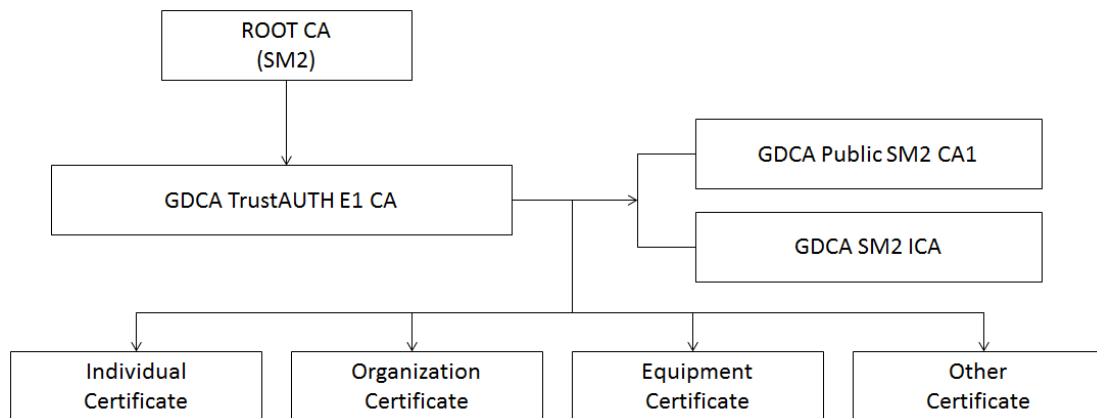 ROOT CA
(SM2)
GDCA Public SM2 CA1
GDCA TrustAUTH E1 CA
GDCA SM2 ICA
Individual
Certificate
Organization
Certificate
Equipment
Certificate
Other
Certificate